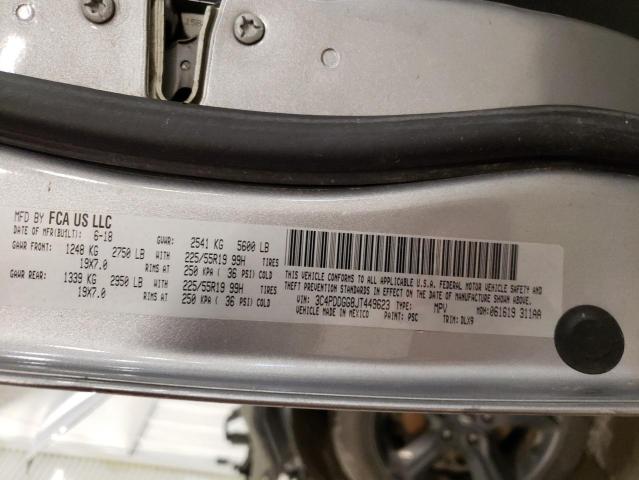 MFD BY FCA US LLC
DATE OF MFR(BUILT): 6-18 GVWR: 2541 KG 5600 LB
GAWR FRONT: 1248 KG 2750 LB WITH 225/55R19 99H TIRES
19X7.0 RIMS AT 250 KPA ( 36 PSI) COLD
GAWR REAR: 1339 KG 2950 LB WITH 225/55R19 99H TIRES
19X7.0 RIMS AT 250 KPA ( 36 PSI) COLD
THIS VEHICLE CONFORMS TO ALL APPLICABLE U.S.A. FEDERAL MOTOR VEHICLE SAFETY AND
THEFT PREVENTION STANDARDS IN EFFECT ON THE DATE OF MANUFACTURE SHOWN ABOVE.
VIN: 3C4PDDGG8JT449623 TYPE: MPV MDH: 061619 311AA
VEHICLE MADE IN MEXICO PAINT: PSC TRIM: DLX9